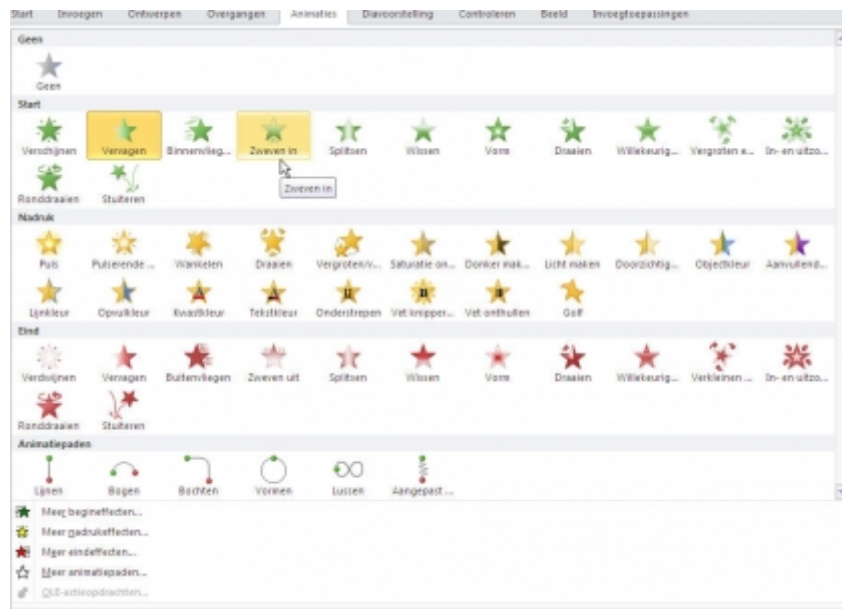 Start Invoegen Ontwerpen Overgangen Animaties Diavoorstelling Controleren Beeld Invoegtoepassingen
Geen
Geen
Start
Verschijnen Vervagen Binnenvlieg... Zweven in Splitsen Wissen Vorm Draaien Willekeurig... Vergroten e... In- en uitzo...
Ronddraaien Stuiteren
Zweven in
Nadruk
Puls Pulserende ... Wankelen Draaien Vergroten/v... Saturatie on... Donker mak... Licht maken Doorzichtig... Objectkleur Aanvullend...
Lijnkleur Opvulkleur Kwastkleur Tekstkleur Onderstrepen Vet knipper... Vet onthullen Golf
Eind
Verdwijnen Vervagen Buitenvliegen Zweven uit Splitsen Wissen Vorm Draaien Willekeurig... Verkleinen ... In- en uitzo...
Ronddraaien Stuiteren
Animatiepaden
Lijnen Bogen Bochten Vormen Lussen Aangepast ...
Meer begineffecten...
Meer nadrukeffecten...
Meer eindeffecten...
Meer animatiepaden...
OLE-actieopdrachten...